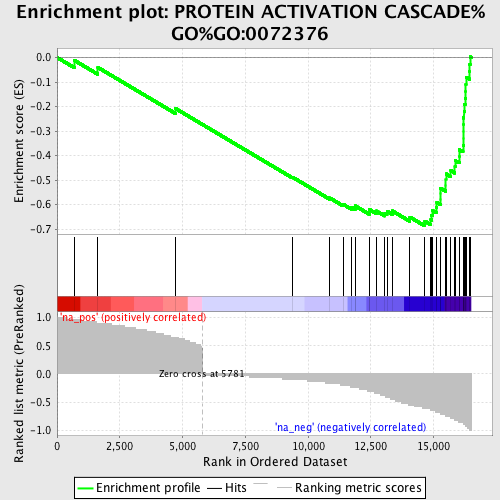 Enrichment plot: PROTEIN ACTIVATION CASCADE%
GO%GO:0072376
Enrichment score (ES)
0.0
-0.1
-0.2
-0.3
-0.4
-0.5
-0.6
-0.7
Ranked list metric (PreRanked)
1.0
0.5
0.0
-0.5
-1.0
'na_pos' (positively correlated)
Zero cross at 5781
'na_neg' (negatively correlated)
0 2,500 5,000 7,500 10,000 12,500 15,000
Rank in Ordered Dataset
Enrichment profile Hits Ranking metric scores